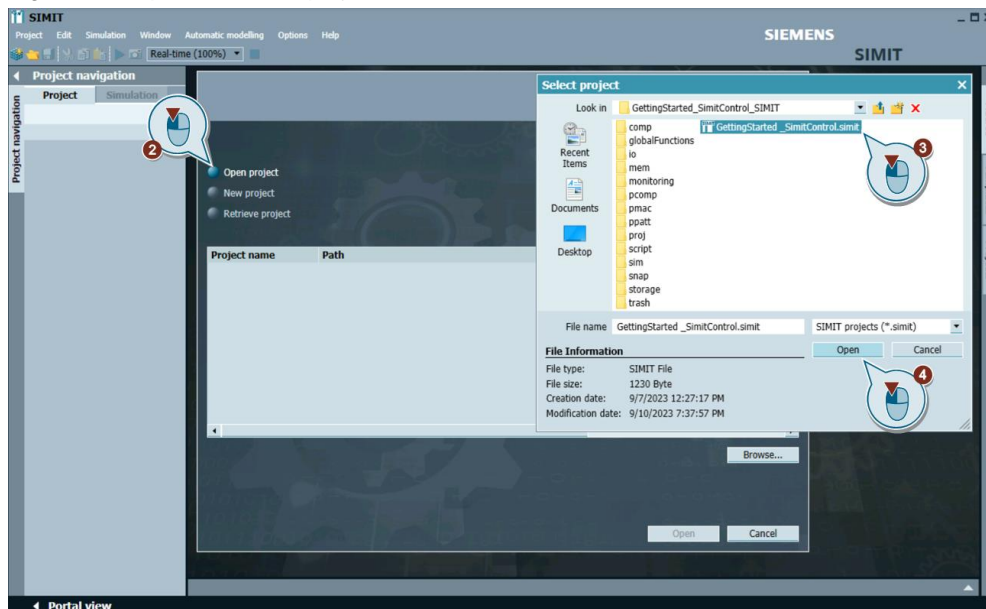 SIMIT
Project Edit Simulation Window Automatic modelling Options Help
SIEMENS
Real-time (100%)
SIMIT
Project navigation
Project navigation
Project Simulation
2
Open project
New project
Retrieve project
Project name Path
Browse...
Open Cancel
Select project
Look in GettingStarted_SimitControl_SIMIT
Recent Items
Documents
Desktop
comp
globalFunctions
io
mem
monitoring
pcomp
pmac
ppatt
proj
script
sim
snap
storage
trash
GettingStarted _SimitControl.simit
3
File name GettingStarted _SimitControl.simit SIMIT projects (*.simit)
Open Cancel
File Information
File type: SIMIT File
File size: 1230 Byte
Creation date: 9/7/2023 12:27:17 PM
Modification date: 9/10/2023 7:37:57 PM
4
Portal view